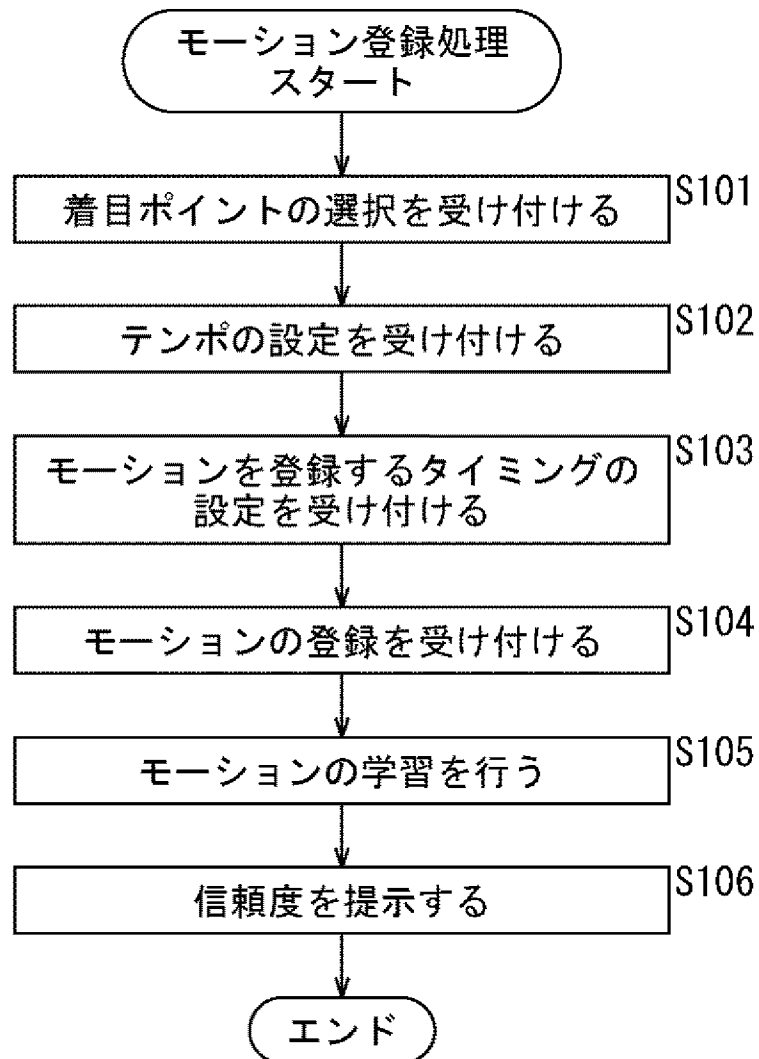 モーション登録処理
スタート
着目ポイントの選択を受け付ける
S101
テンポの設定を受け付ける
S102
モーションを登録するタイミングの
設定を受け付ける
S103
モーションの登録を受け付ける
S104
モーションの学習を行う
S105
信頼度を提示する
S106
エンド